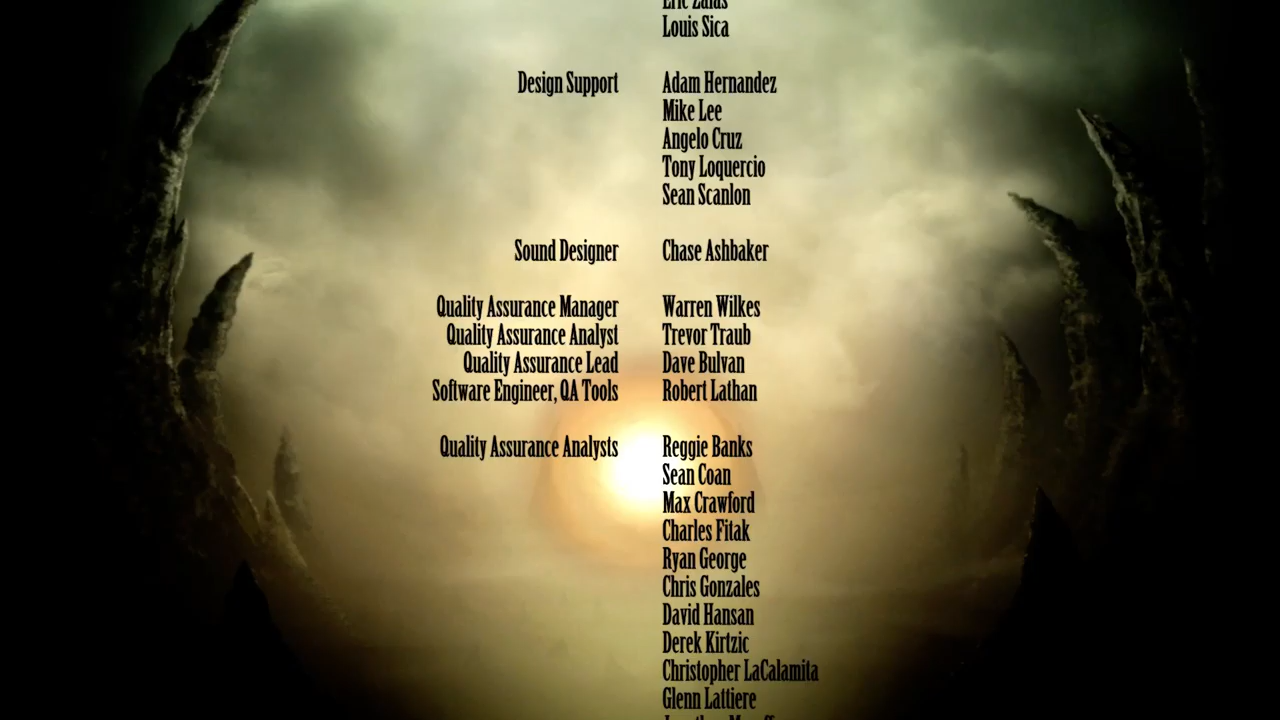 Louis Sica
Design Support Adam Hernandez
Mike Lee
Angelo Cruz
Tony Loquercio
Sean Scanlon
Sound Designer Chase Ashbaker
Quality Assurance Manager Warren Wilkes
Quality Assurance Analyst Trevor Traub
Quality Assurance Lead Dave Bulvan
Software Engineer, QA Tools Robert Lathan
Quality Assurance Analysts Reggie Banks
Sean Coan
Max Crawford
Charles Fitak
Ryan George
Chris Gonzales
David Hansan
Derek Kirtzic
Christopher LaCalamita
Glenn Lattiere